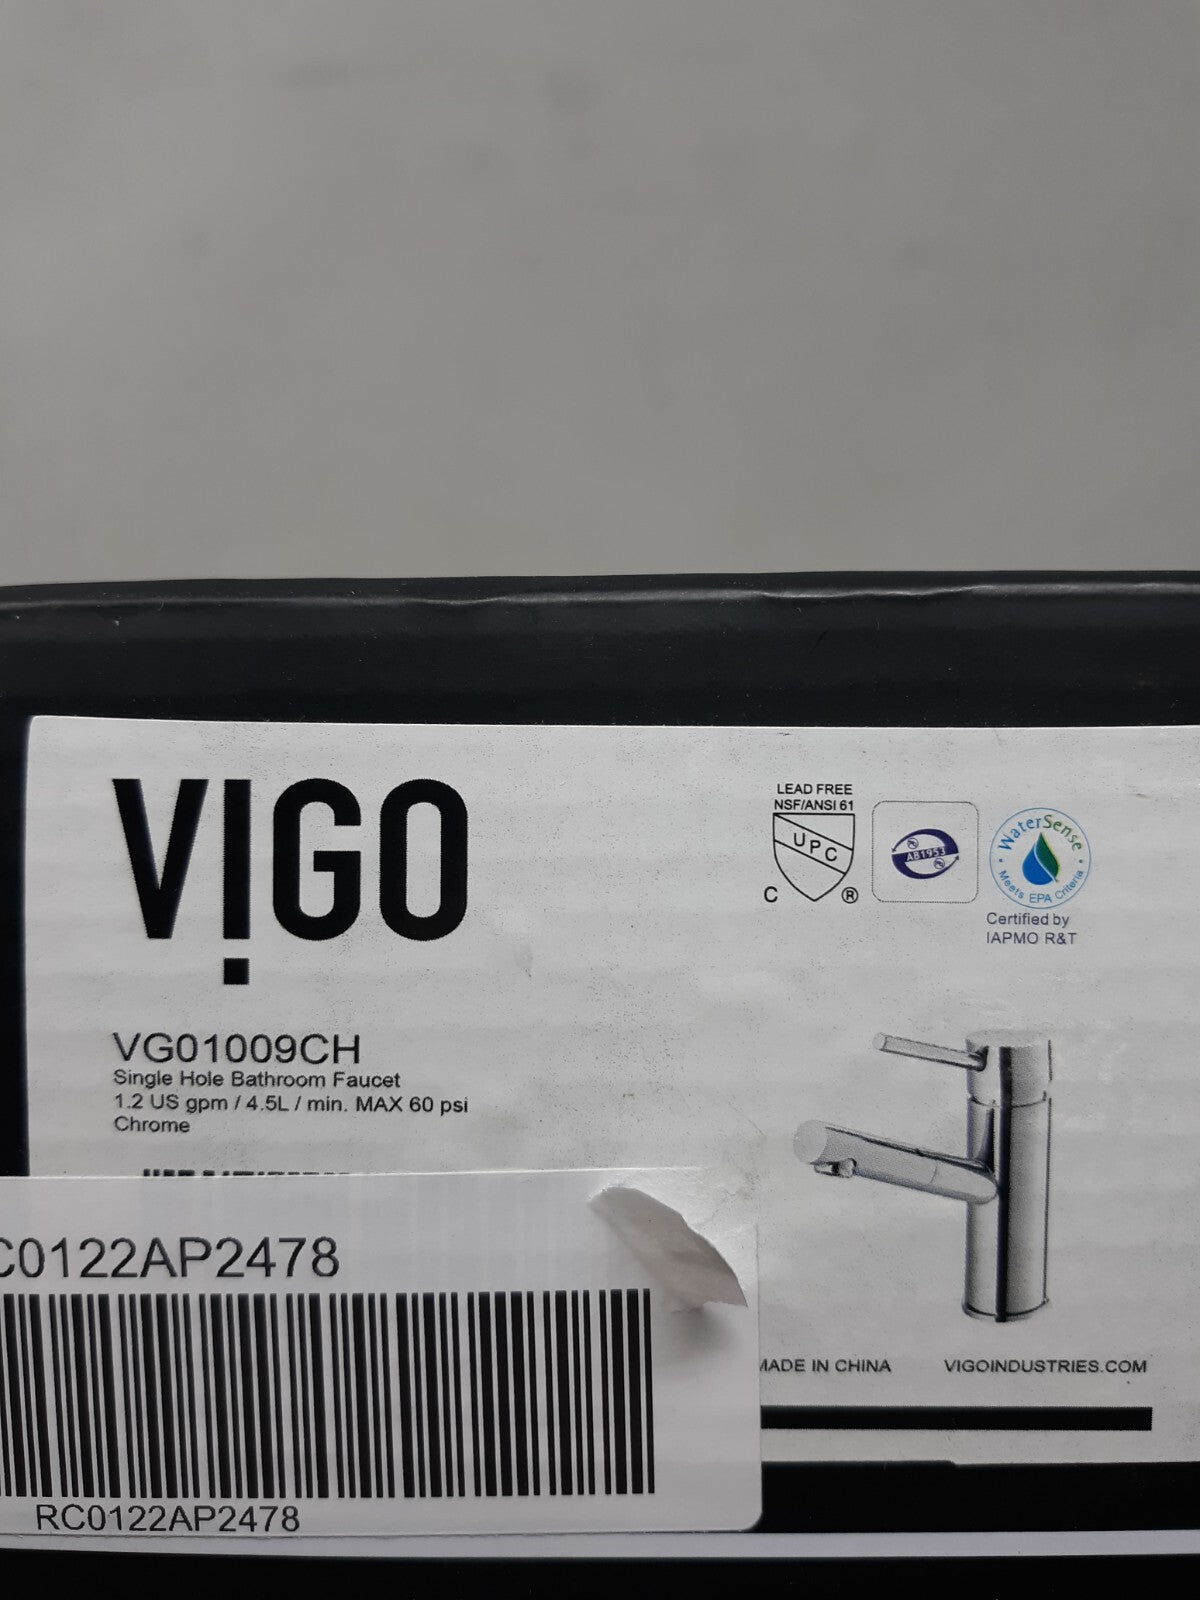 VIGO
LEAD FREE
NSF/ANSI 61
UPC
C ®
AB1953
WaterSense
Meets EPA Criteria
Certified by
IAPMO R&T
VG01009CH
Single Hole Bathroom Faucet
1.2 US gpm / 4.5L / min. MAX 60 psi
Chrome
C0122AP2478
RC0122AP2478
MADE IN CHINA
VIGOINDUSTRIES.COM